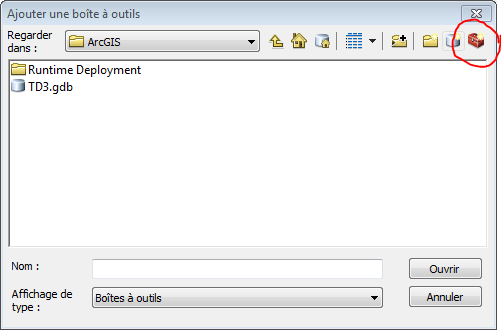 Ajouter une boîte à outils
Regarder
dans :
ArcGIS
Runtime Deployment
TD3.gdb
Nom :
Ouvrir
Affichage de
type :
Boîtes à outils
Annuler